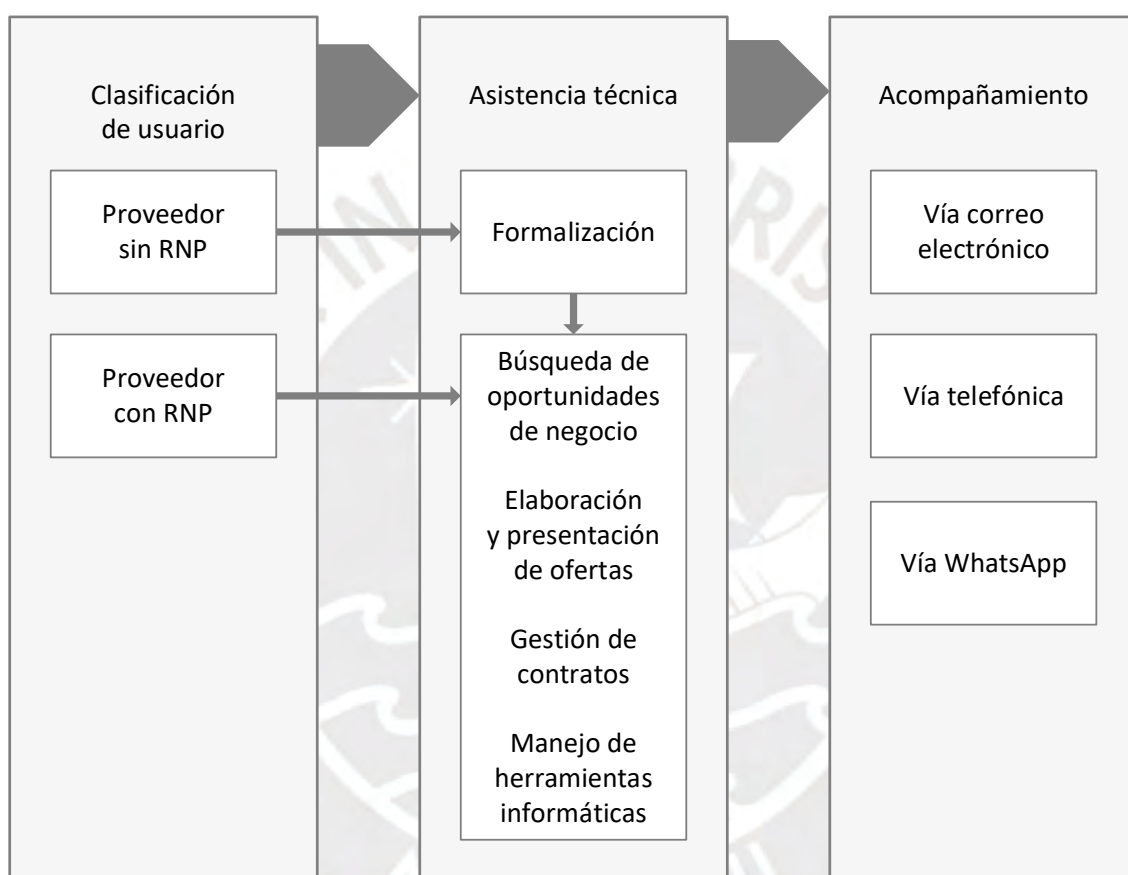 Clasificación
de usuario
Proveedor
sin RNP
Proveedor
con RNP
Asistencia técnica
Formalización
Búsqueda de
oportunidades
de negocio
Elaboración
y presentación
de ofertas
Gestión de
contratos
Manejo de
herramientas
informáticas
Acompañamiento
Vía correo
electrónico
Vía telefónica
Vía WhatsApp